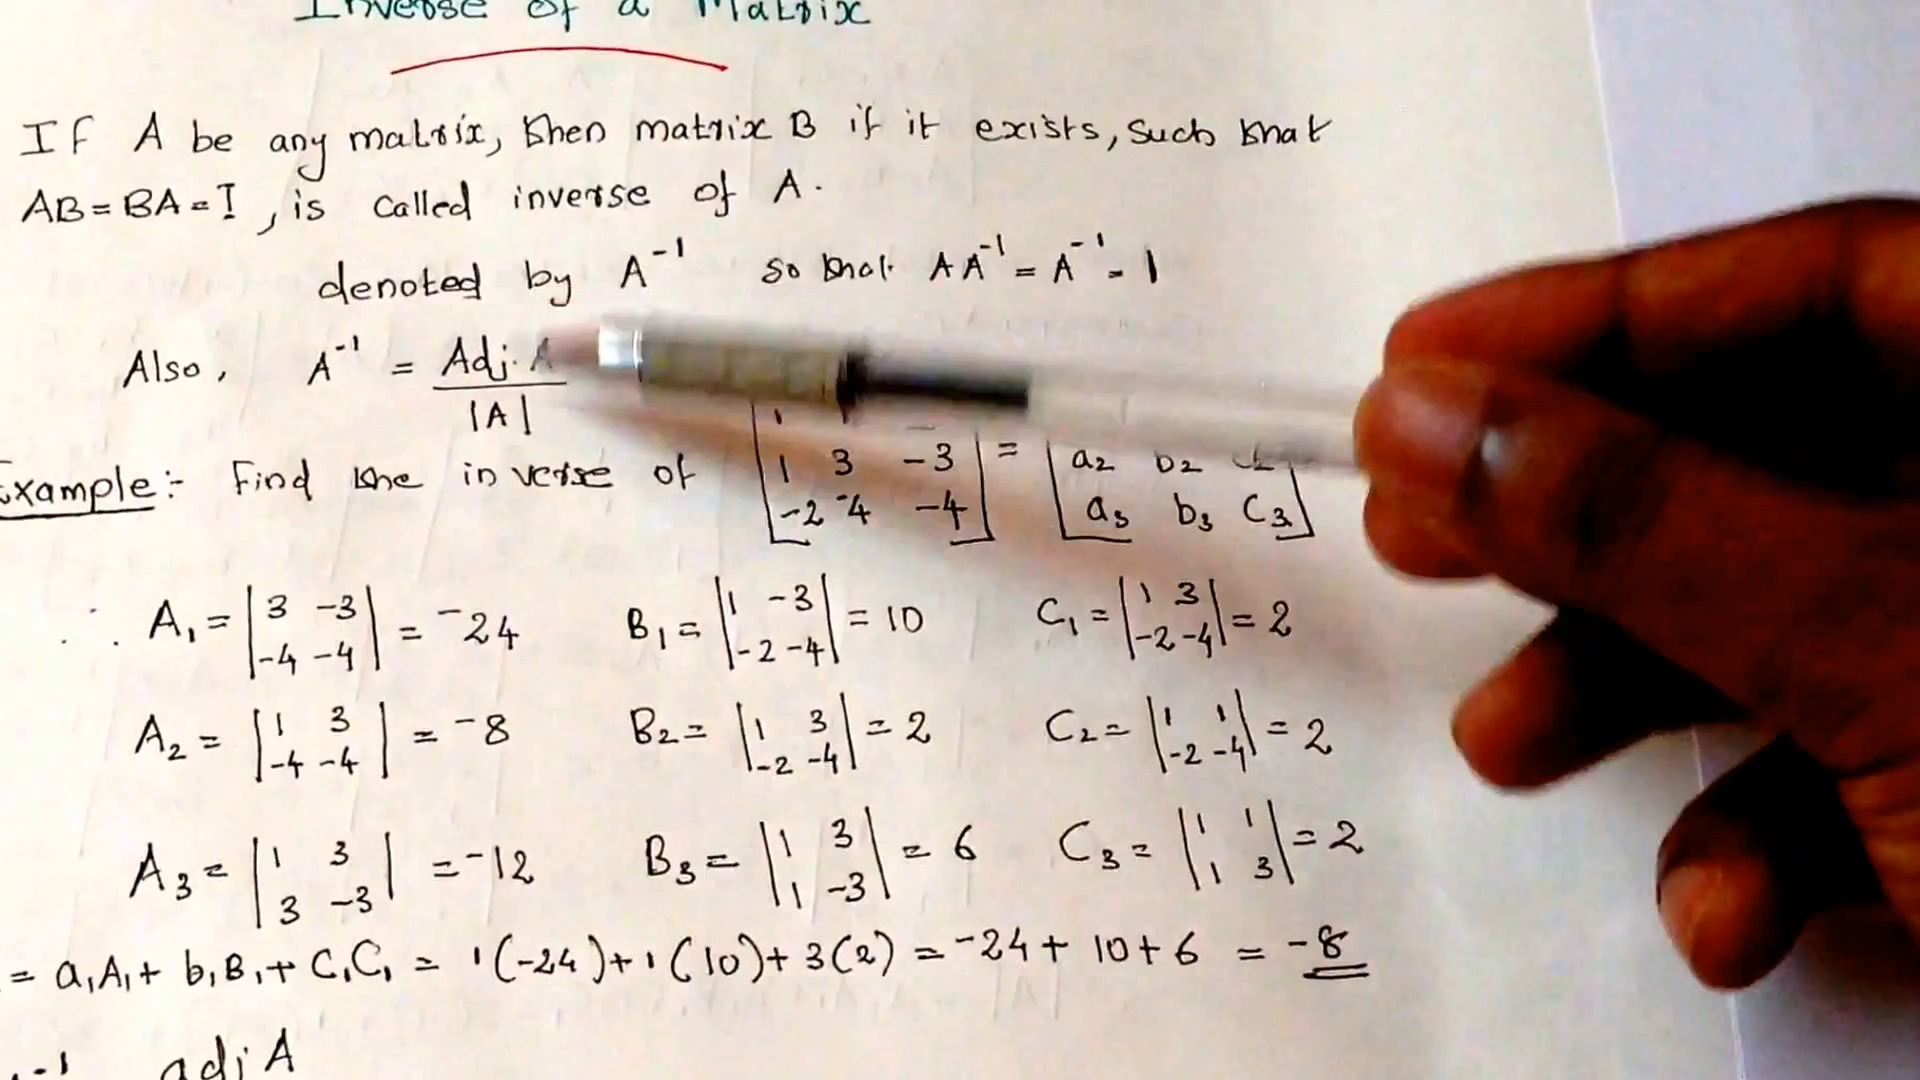 Inverse of a Matrix
If A be any matrix, then matrix B if it exists, such that
AB = BA = I, is called inverse of A.
denoted by A⁻¹ so that AA⁻¹ = A⁻¹ = 1
Also, A⁻¹ = Adj. A / |A|
Example:- Find the inverse of [1 3 -3; -2 -4 -4] = [a2 b2; a3 b3 c3]
∴ A1 = |3 -3; -4 -4| = -24 B1 = |1 -3; -2 -4| = 10 C1 = |1 3; -2 -4| = 2
A2 = |1 3; -4 -4| = -8 B2 = |1 3; -2 -4| = 2 C2 = |1 1; -2 -4| = 2
A3 = |1 3; 3 -3| = -12 B3 = |1 3; 1 -3| = 6 C3 = |1 1; 1 3| = 2
= a1A1 + b1B1 + C1C1 = 1(-24) + 1(10) + 3(2) = -24 + 10 + 6 = -8
-1 adj A